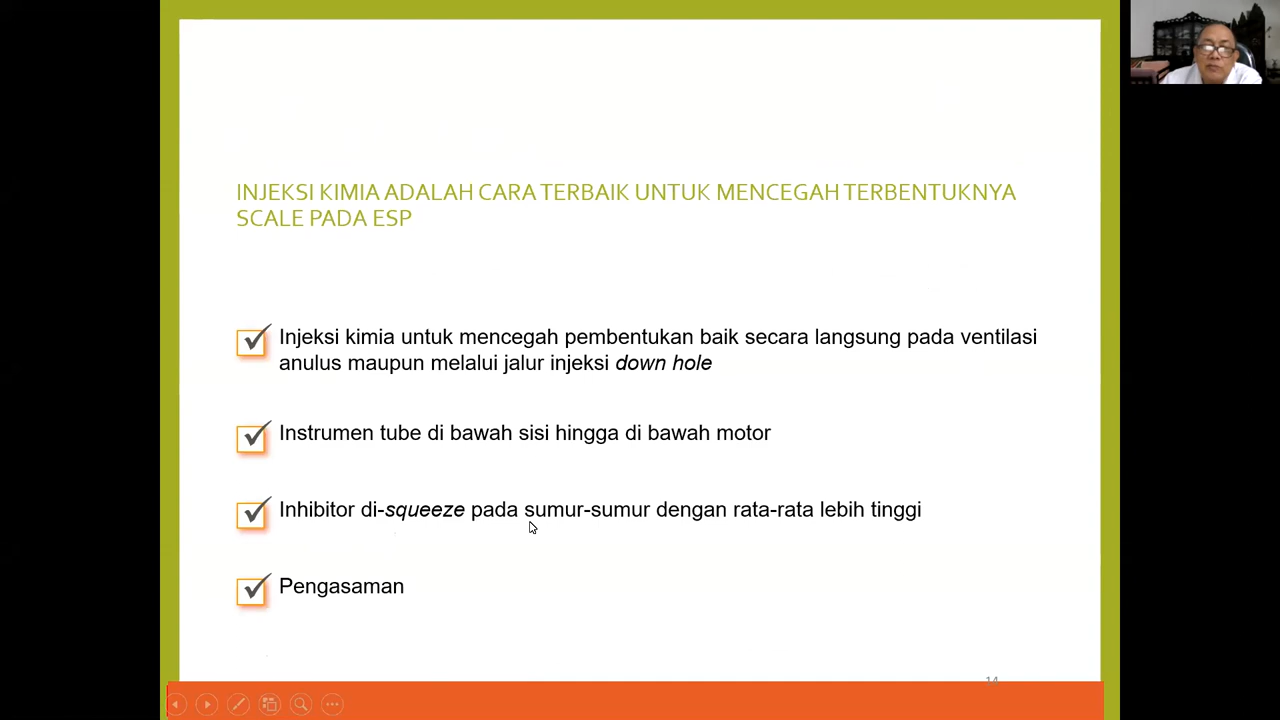 INJEKSI KIMIA ADALAH CARA TERBAIK UNTUK MENCEGAH TERBENTUKNYA
SCALE PADA ESP
Injeksi kimia untuk mencegah pembentukan baik secara langsung pada ventilasi
anulus maupun melalui jalur injeksi down hole
Instrumen tube di bawah sisi hingga di bawah motor
Inhibitor di-squeeze pada sumur-sumur dengan rata-rata lebih tinggi
Pengasaman
14